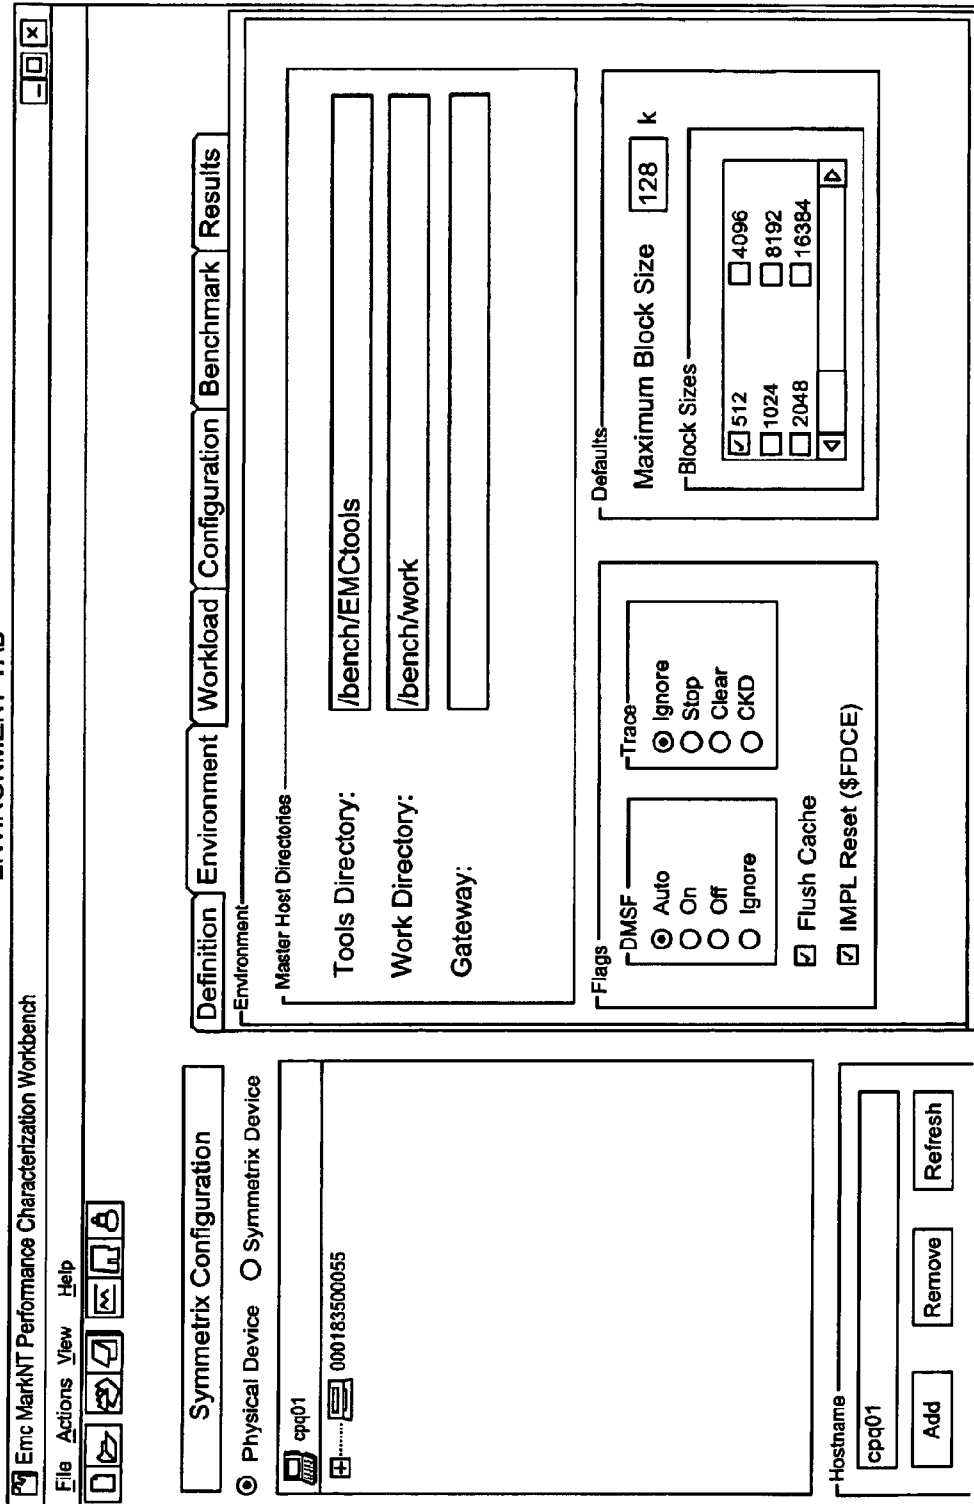 ENVIRONMENT TAB
Emc MarkNT Performance Characterization Workbench
File Actions View Help
Symmetrix Configuration
Physical Device Symmetrix Device
cpq01
000183500055
Hostname
cpq01
Add Remove Refresh
Definition Environment Workload Configuration Benchmark Results
Environment
Master Host Directories
Tools Directory: /bench/EMCtools
Work Directory: /bench/work
Gateway:
Flags
DMSF
Auto
On
Off
Ignore
Trace
Ignore
Stop
Clear
CKD
Flush Cache
IMPL Reset ($FDCE)
Defaults
Maximum Block Size 128 k
Block Sizes
512 4096
1024 8192
2048 16384